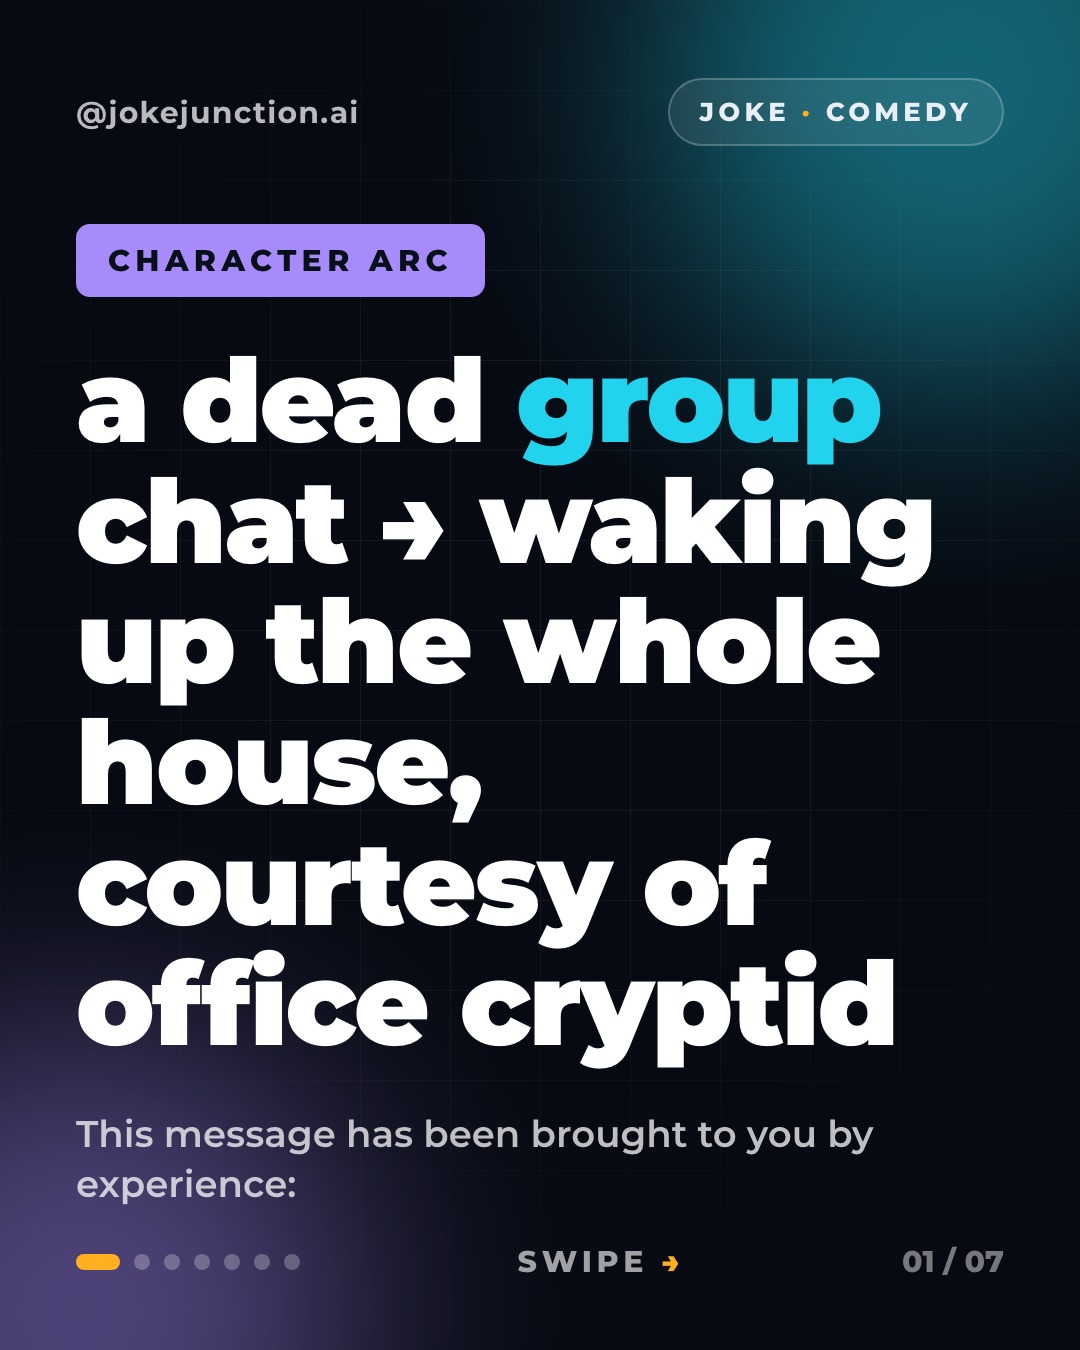 @jokejunction.ai
JOKE · COMEDY
CHARACTER ARC
a dead group
chat → waking
up the whole
house,
courtesy of
office cryptid
This message has been brought to you by
experience:
SWIPE →
01 / 07